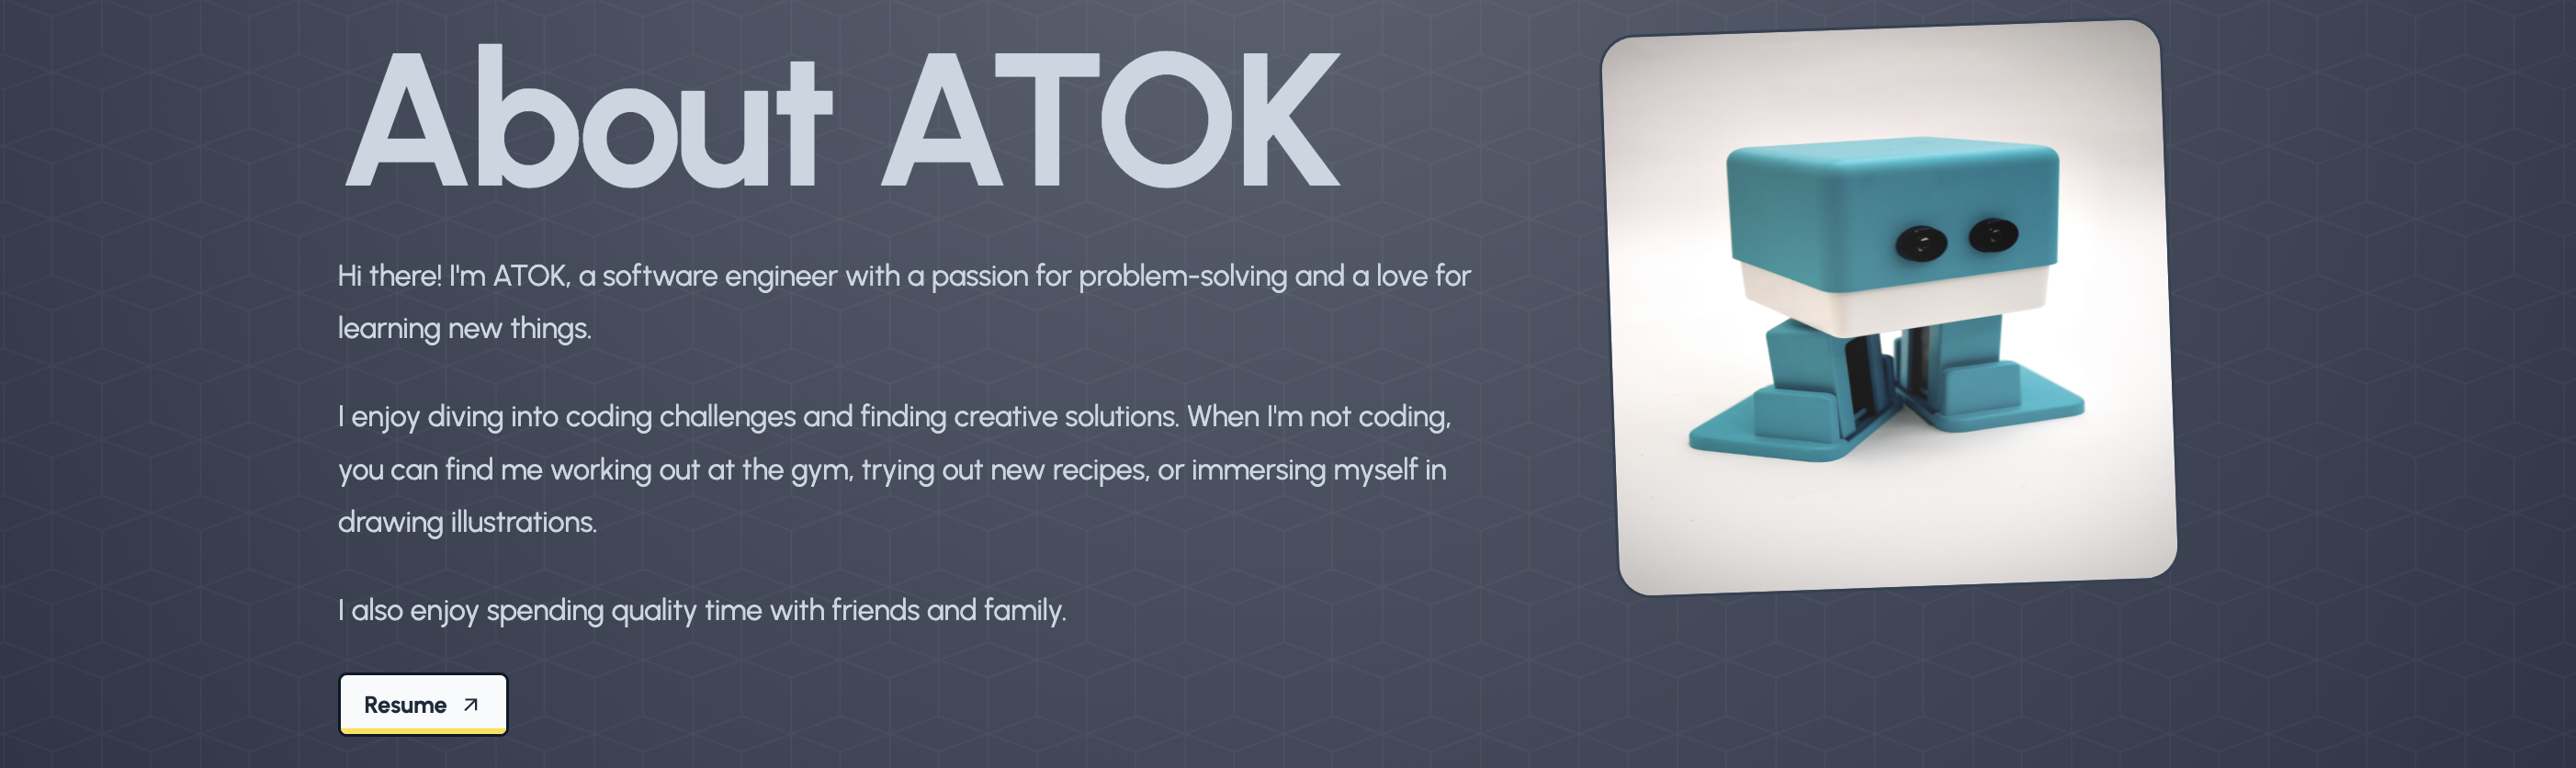 About ATOK
Hi there! I'm ATOK, a software engineer with a passion for problem-solving and a love for
learning new things.
I enjoy diving into coding challenges and finding creative solutions. When I'm not coding,
you can find me working out at the gym, trying out new recipes, or immersing myself in
drawing illustrations.
I also enjoy spending quality time with friends and family.
Resume